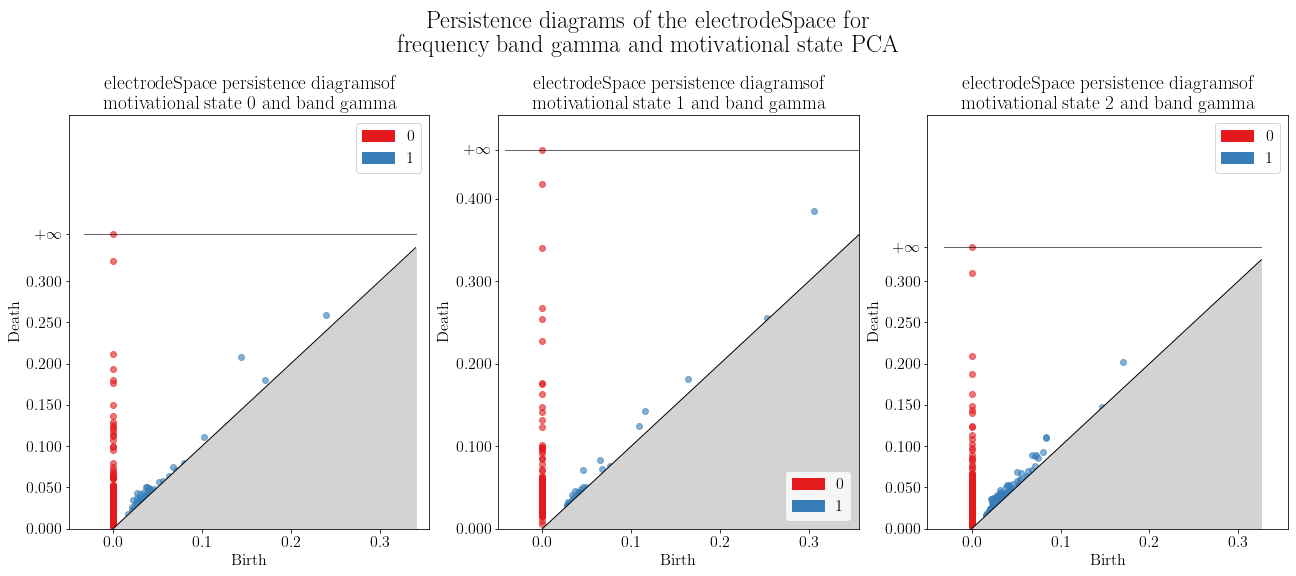 Persistence diagrams of the electrodeSpace for
frequency band gamma and motivational state PCA
electrodeSpace persistence diagramsof
motivational state 0 and band gamma
0
1
+∞
0.300
0.250
0.200
0.150
0.100
0.050
0.000
Death
0.0 0.1 0.2 0.3
Birth
electrodeSpace persistence diagramsof
motivational state 1 and band gamma
+∞
0.400
0.300
0.200
0.100
0.000
Death
0
1
0.0 0.1 0.2 0.3
Birth
electrodeSpace persistence diagramsof
motivational state 2 and band gamma
0
1
+∞
0.300
0.250
0.200
0.150
0.100
0.050
0.000
Death
0.0 0.1 0.2 0.3
Birth